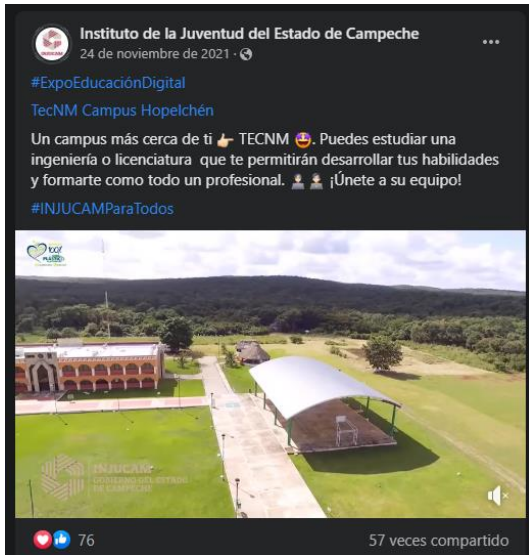 Instituto de la Juventud del Estado de Campeche
24 de noviembre de 2021 ·
#ExpoEducaciónDigital
TecNM Campus Hopelchén
Un campus más cerca de ti 👉🏻 TECNM 🤩. Puedes estudiar una
ingeniería o licenciatura que te permitirán desarrollar tus habilidades
y formarte como todo un profesional. 👩🏻‍💻 👨🏻‍💻 ¡Únete a su equipo!
#INJUCAMParaTodos
100%
INJUCAM
GOBIERNO DEL ESTADO
DE CAMPECHE
76
57 veces compartido